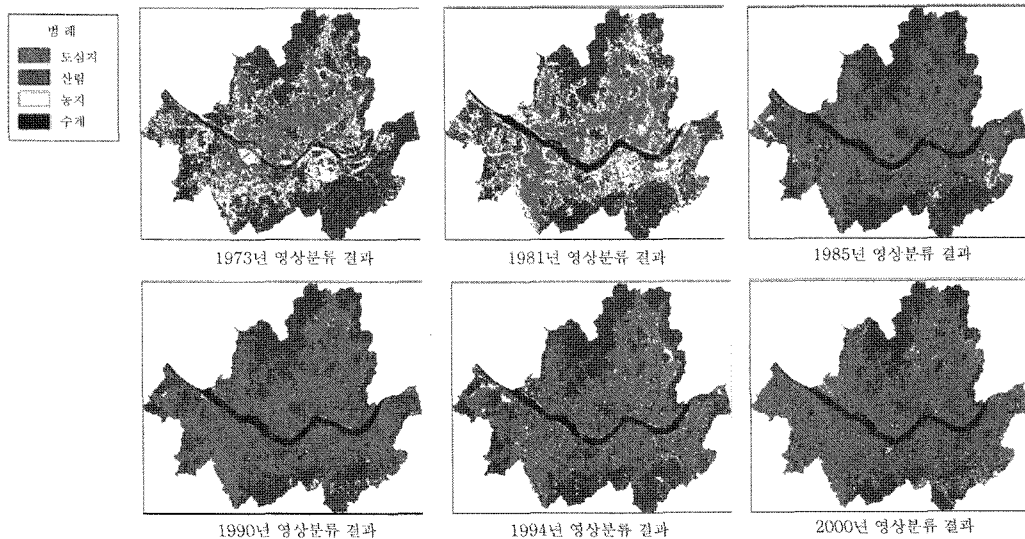 범 례
도심지
산림
농지
수계
1973년 영상분류 결과
1981년 영상분류 결과
1985년 영상분류 결과
1990년 영상분류 결과
1994년 영상분류 결과
2000년 영상분류 결과